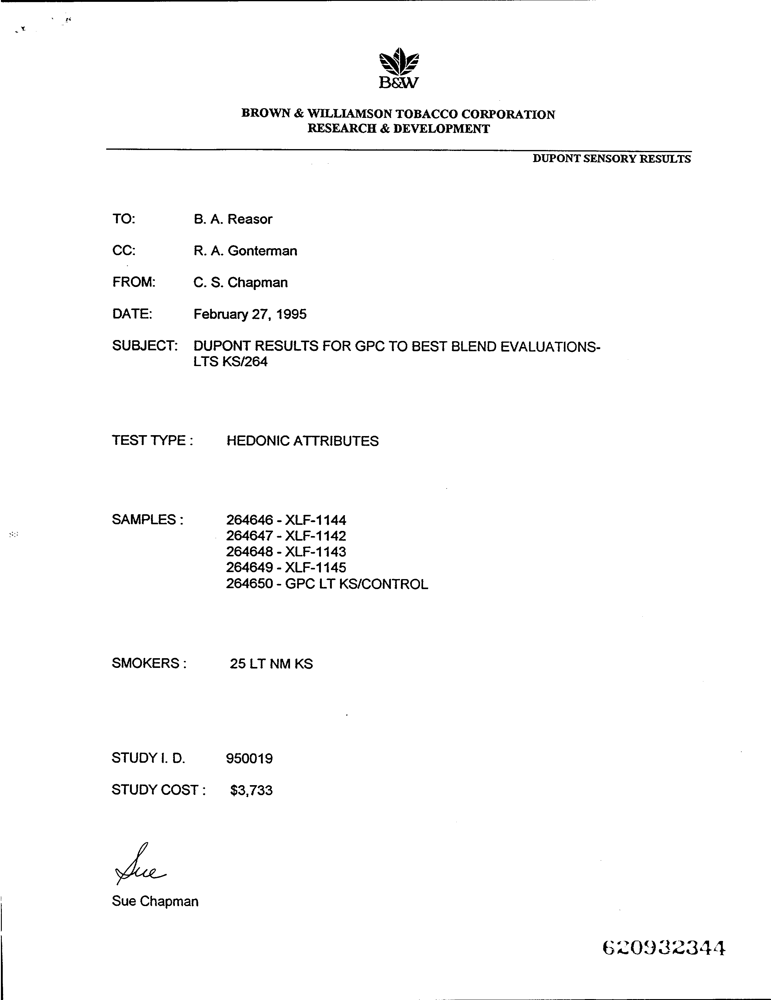 B&W
BROWN & WILLIAMSON TOBACCO CORPORATION
RESEARCH & DEVELOPMENT
DUPONT SENSORY RESULTS
TO: B. A. Reasor
CC: R. A. Gonterman
FROM: C. S. Chapman
DATE: February 27, 1995
SUBJECT: DUPONT RESULTS FOR GPC TO BEST BLEND EVALUATIONS-
LTS KS/264
TEST TYPE : HEDONIC ATTRIBUTES
SAMPLES : 264646 - XLF-1144
264647 - XLF-1142
264648 - XLF-1143
264649 - XLF-1145
264650 - GPC LT KS/CONTROL
SMOKERS : 25 LT NM KS
STUDY I. D. 950019
STUDY COST : $3,733
Sue
Sue Chapman
620932344